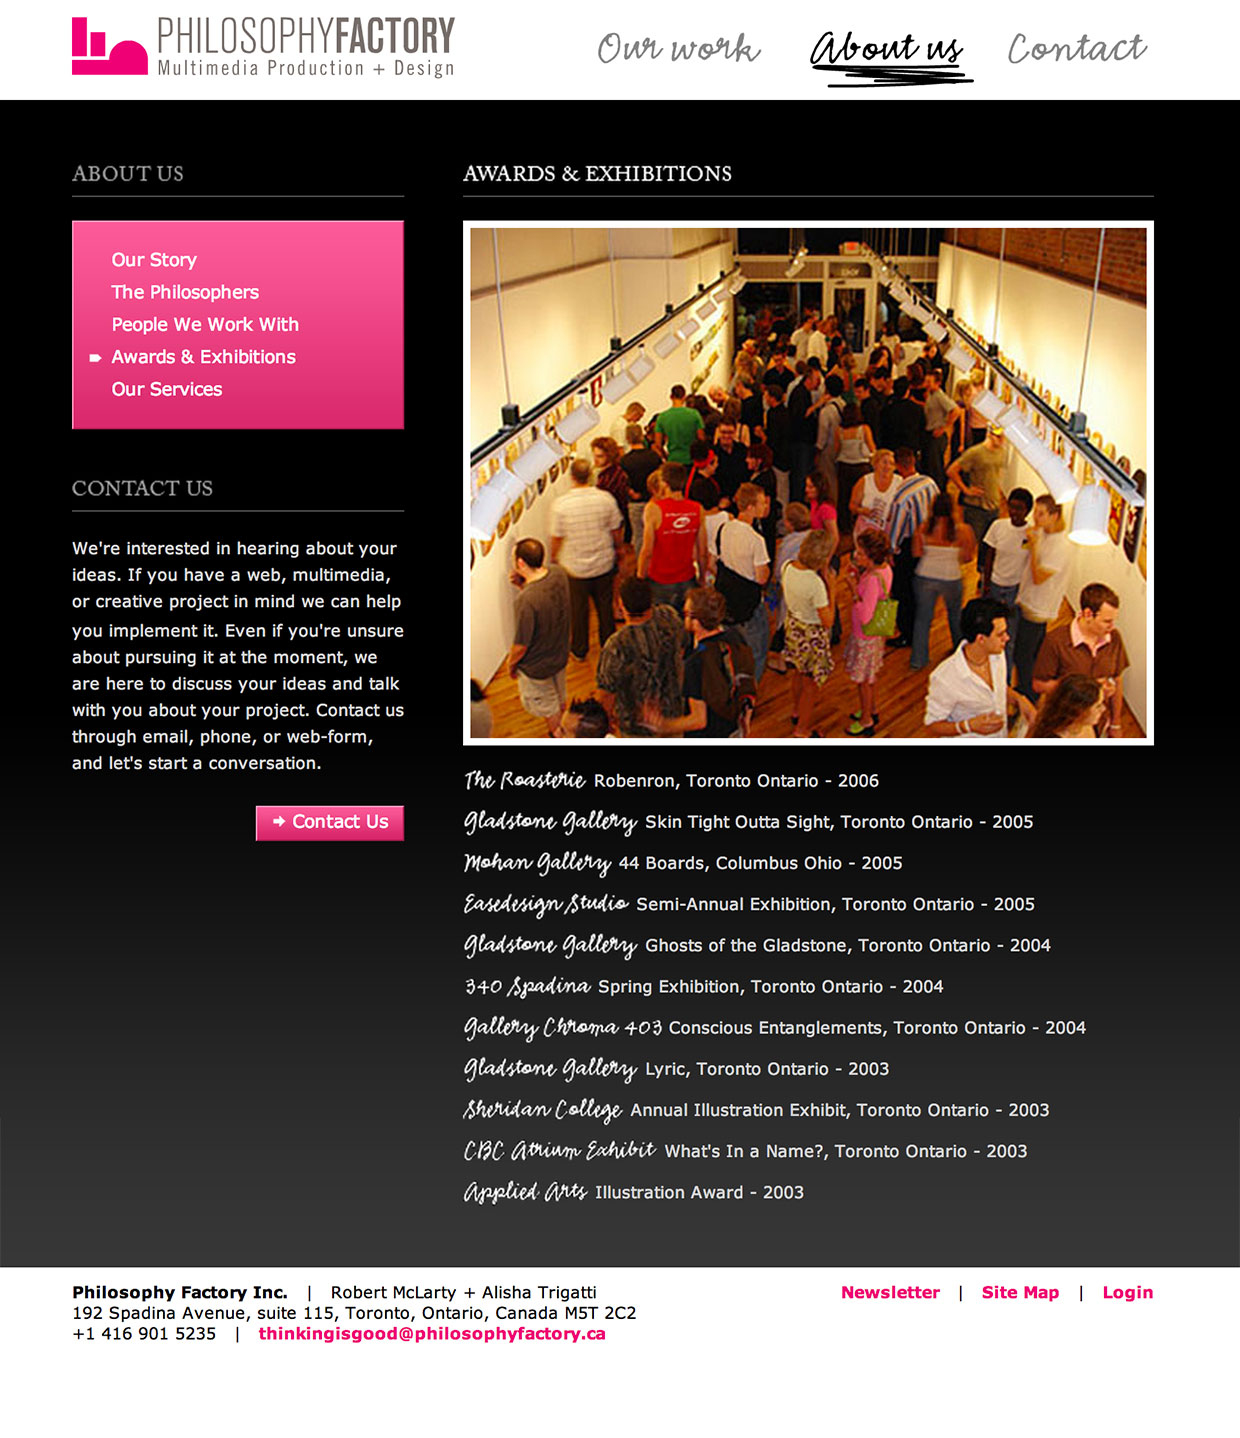 PHILOSOPHYFACTORY
Multimedia Production + Design
Our work
About us
Contact
ABOUT US
Our Story
The Philosophers
People We Work With
Awards & Exhibitions
Our Services
CONTACT US
We're interested in hearing about your
ideas. If you have a web, multimedia,
or creative project in mind we can help
you implement it. Even if you're unsure
about pursuing it at the moment, we
are here to discuss your ideas and talk
with you about your project. Contact us
through email, phone, or web-form,
and let's start a conversation.
Contact Us
AWARDS & EXHIBITIONS
The Roasterie Robenron, Toronto Ontario - 2006
Gladstone Gallery Skin Tight Outta Sight, Toronto Ontario - 2005
Mohan Gallery 44 Boards, Columbus Ohio - 2005
Easedesign Studio Semi-Annual Exhibition, Toronto Ontario - 2005
Gladstone Gallery Ghosts of the Gladstone, Toronto Ontario - 2004
340 Spadina Spring Exhibition, Toronto Ontario - 2004
Gallery Chroma 403 Conscious Entanglements, Toronto Ontario - 2004
Gladstone Gallery Lyric, Toronto Ontario - 2003
Sheridan College Annual Illustration Exhibit, Toronto Ontario - 2003
CBC Atrium Exhibit What's In a Name?, Toronto Ontario - 2003
Applied Arts Illustration Award - 2003
Philosophy Factory Inc. | Robert McLarty + Alisha Trigatti
192 Spadina Avenue, suite 115, Toronto, Ontario, Canada M5T 2C2
+1 416 901 5235 | thinkingisgood@philosophyfactory.ca
Newsletter | Site Map | Login